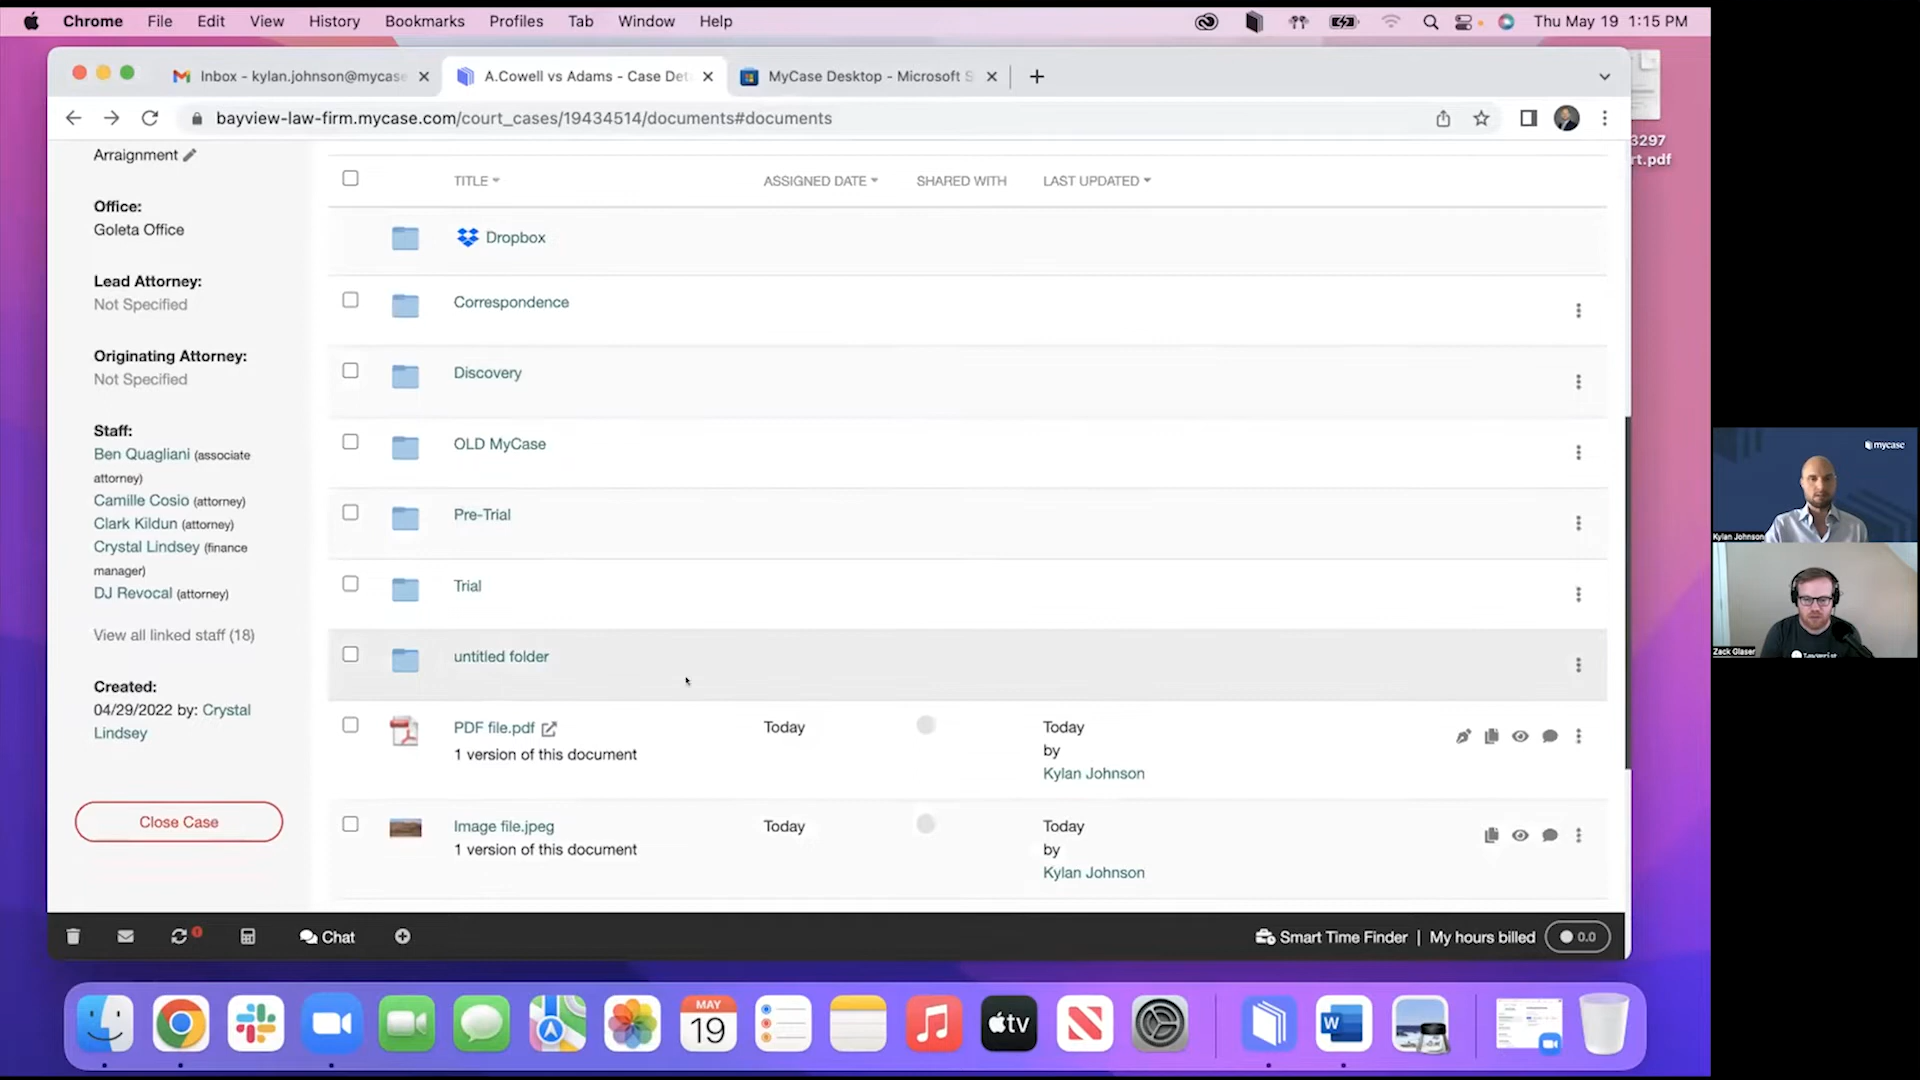 Chrome File Edit View History Bookmarks Profiles Tab Window Help
Thu May 19 1:15 PM
Inbox - kylan.johnson@mycase
A.Cowell vs Adams - Case Det
MyCase Desktop - Microsoft S
bayview-law-firm.mycase.com/court_cases/19434514/documents#documents
3297
rt.pdf
Arraignment
Office:
Goleta Office
Lead Attorney:
Not Specified
Originating Attorney:
Not Specified
Staff:
Ben Quagliani (associate
attorney)
Camille Cosio (attorney)
Clark Kildun (attorney)
Crystal Lindsey (finance
manager)
DJ Revocal (attorney)
View all linked staff (18)
Created:
04/29/2022 by: Crystal
Lindsey
Close Case
TITLE ASSIGNED DATE SHARED WITH LAST UPDATED
Dropbox
Correspondence
Discovery
OLD MyCase
Pre-Trial
Trial
untitled folder
PDF file.pdf Today Today
1 version of this document by
Kylan Johnson
Image file.jpeg Today Today
1 version of this document by
Kylan Johnson
Chat
Smart Time Finder | My hours billed 0.0
mycase
Kylan Johnson
Zack Glaser
MAY
19
tv
W